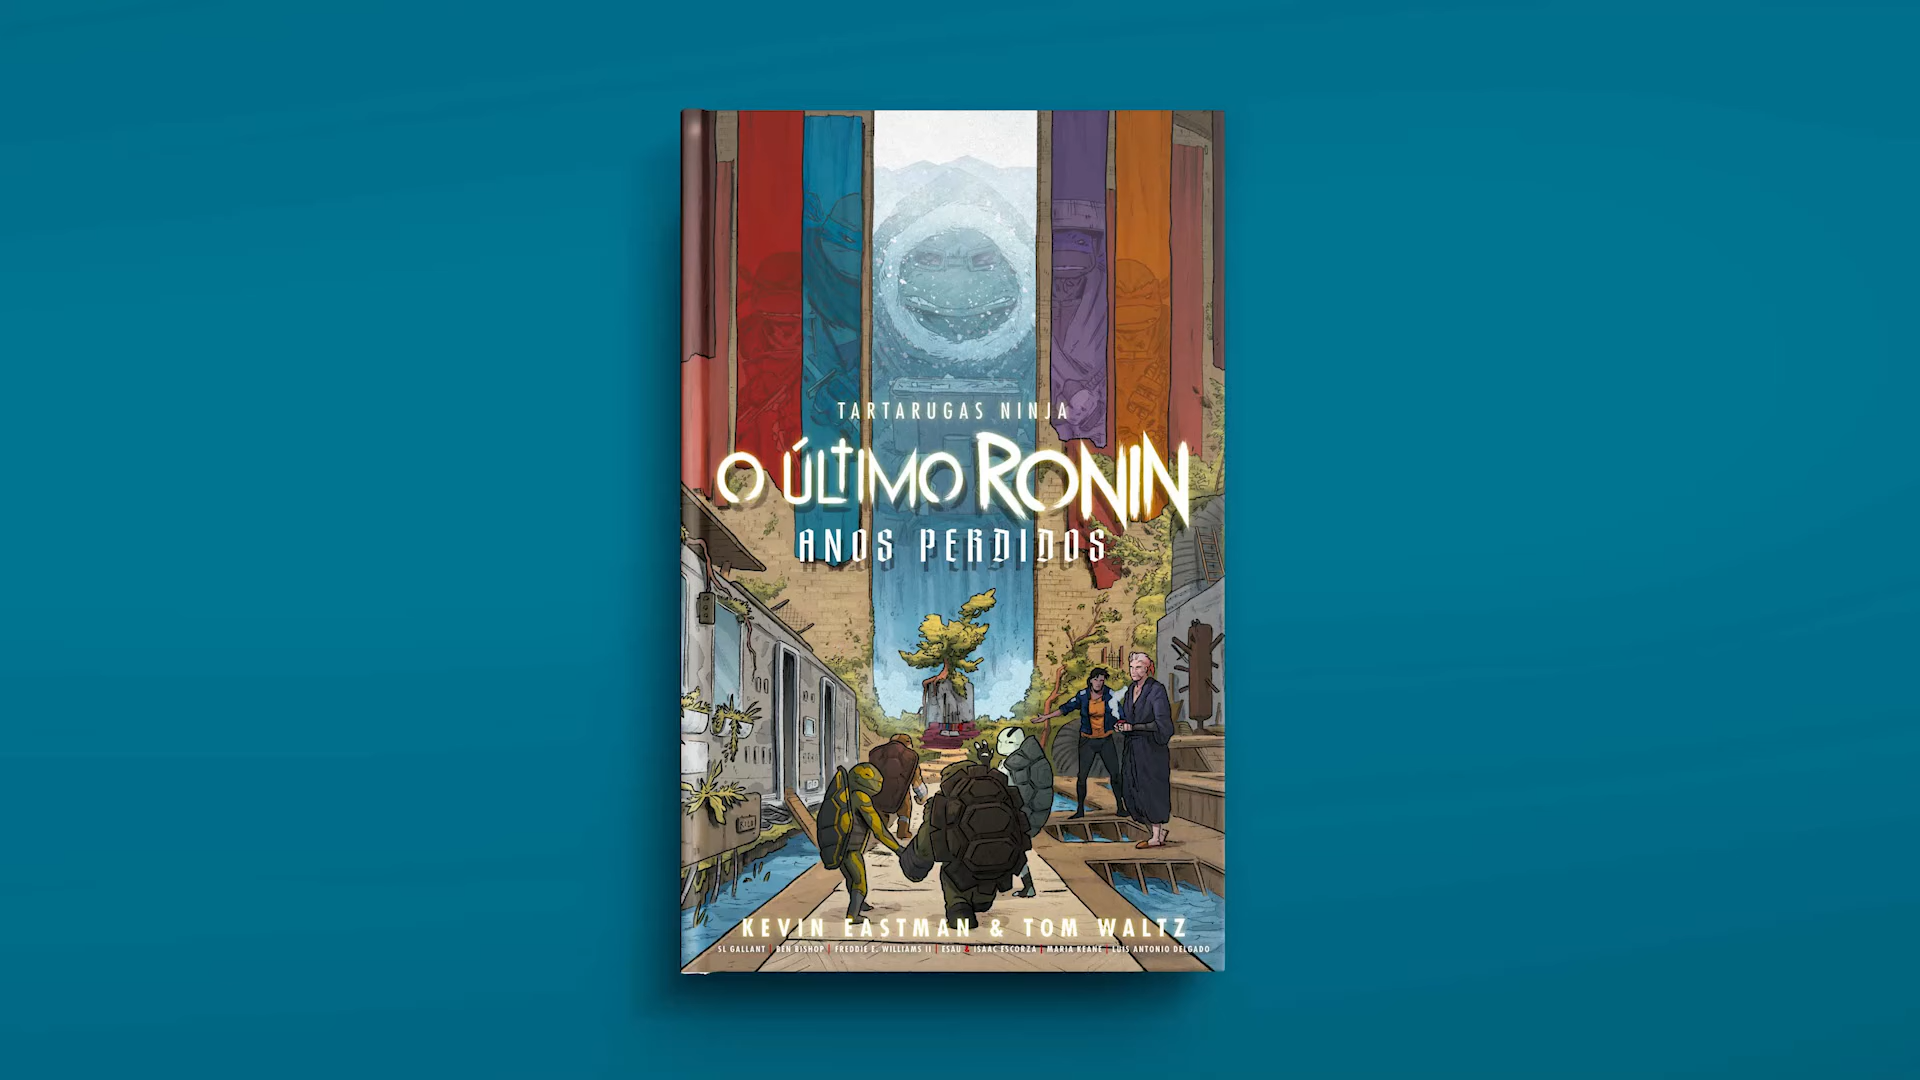 TARTARUGAS NINJA
O ÚLTIMO RONIN
ANOS PERDIDOS
KEVIN EASTMAN & TOM WALTZ
SL GALLANT | BEN BISHOP | FREDDIE E. WILLIAMS II | ESAU & ISAAC ESCORZA | MARIA KEANE | LUIS ANTONIO DELGADO